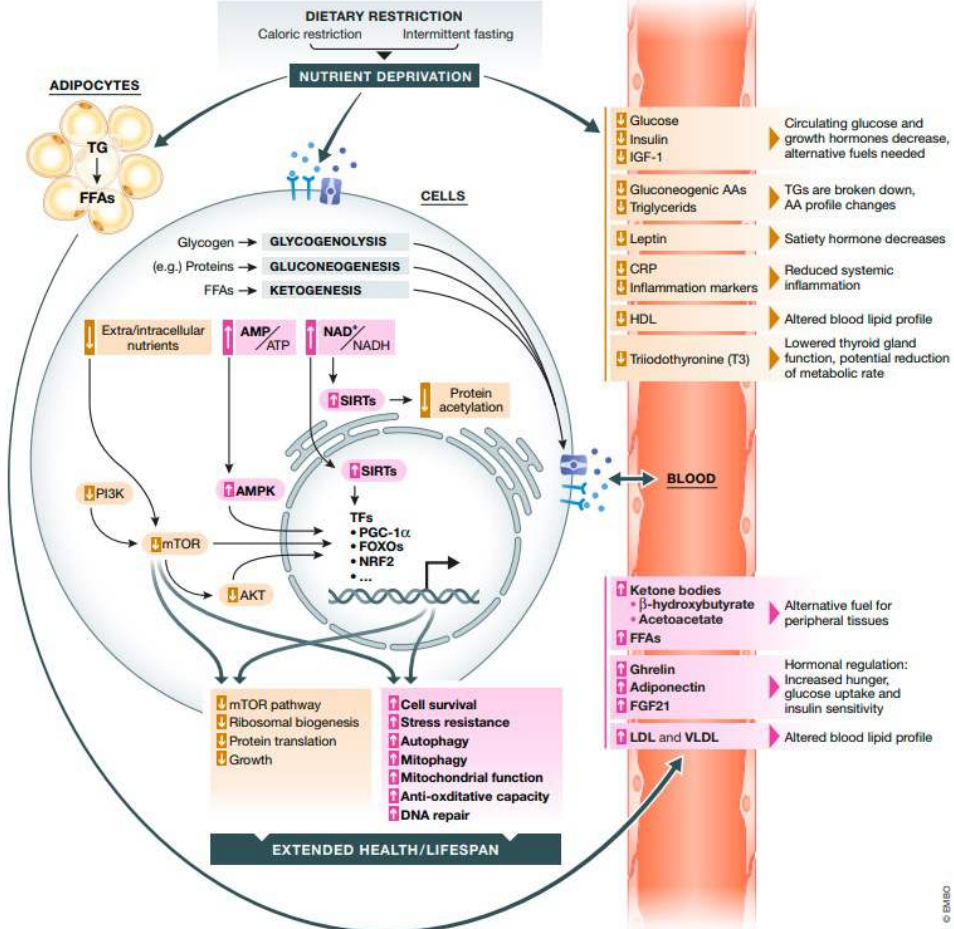 DIETARY RESTRICTION
Caloric restriction Intermittent fasting
NUTRIENT DEPRIVATION
ADIPOCYTES
TG
FFAs
CELLS
Glycogen
GLYCOGENOLYSIS
(e.g.) Proteins
GLUCONEOGENESIS
FFAs
KETOGENESIS
Extra/intracellular
nutrients
AMP/
ATP
NAD+/
NADH
SIRTs
Protein
acetylation
SIRTs
PI3K
AMPK
mTOR
AKT
TFs
• PGC-1α
• FOXOs
• NRF2
• ...
mTOR pathway
Ribosomal biogenesis
Protein translation
Growth
Cell survival
Stress resistance
Autophagy
Mitophagy
Mitochondrial function
Anti-oxditative capacity
DNA repair
EXTENDED HEALTH/LIFESPAN
Glucose
Insulin
IGF-1
Circulating glucose and
growth hormones decrease,
alternative fuels needed
Gluconeogenic AAs
Triglycerids
TGs are broken down,
AA profile changes
Leptin
Satiety hormone decreases
CRP
Inflammation markers
Reduced systemic
inflammation
HDL
Altered blood lipid profile
Triiodothyronine (T3)
Lowered thyroid gland
function, potential reduction
of metabolic rate
BLOOD
Ketone bodies
• β-hydroxybutyrate
• Acetoacetate
FFAs
Alternative fuel for
peripheral tissues
Ghrelin
Adiponectin
FGF21
Hormonal regulation:
Increased hunger,
glucose uptake and
insulin sensitivity
LDL and VLDL
Altered blood lipid profile
© EMBO